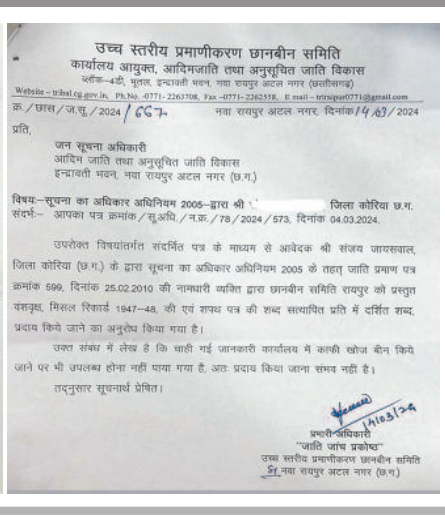 उच्च स्तरीय प्रमाणीकरण छानबीन समिति
कार्यालय आयुक्त, आदिमजाति तथा अनुसूचित जाति विकास
ब्लॉक-4डी, भूतल, इन्द्रावती भवन, नवा रायपुर अटल नगर (छत्तीसगढ़)
Website – tribal.cg.gov.in, Ph.No. -0771- 2263708, Fax –0771- 2262558, E mail – trtiraipur0771@gmail.com
क्र./छास/ज.सू./2024/667 नवा रायपुर अटल नगर, दिनांक 14/03/2024
प्रति,
जन सूचना अधिकारी
आदिम जाति तथा अनुसूचित जाति विकास
इन्द्रावती भवन, नवा रायपुर अटल नगर (छ.ग.)
विषय:–सूचना का अधिकार अधिनियम 2005–द्वारा श्री जिला कोरिया छ.ग.
संदर्भ:– आपका पत्र क्रमांक/सू.अधि./न.क्र./78/2024/573, दिनांक 04.03.2024.
उपरोक्त विषयांतर्गत संदर्भित पत्र के माध्यम से आवेदक श्री संजय जायसवाल,
जिला कोरिया (छ.ग.) के द्वारा सूचना का अधिकार अधिनियम 2005 के तहत् जाति प्रमाण पत्र
क्रमांक 599, दिनांक 25.02.2010 की नामधारी व्यक्ति द्वारा छानबीन समिति रायपुर को प्रस्तुत
वंशवृक्ष, मिसल रिकार्ड 1947–48, की एवं शपथ पत्र की शब्द सत्यापित प्रति में दर्शित शब्द,
प्रदाय किये जाने का अनुरोध किया गया है।
उक्त संबंध में लेख है कि चाही गई जानकारी कार्यालय में काफी खोज बीन किये
जाने पर भी उपलब्ध होना नहीं पाया गया है, अतः प्रदाय किया जाना संभव नहीं है।
तद्नुसार सूचनार्थ प्रेषित।
14/03/24
प्रभारी अधिकारी
"जाति जांच प्रकोष्ठ"
उच्च स्तरीय प्रमाणीकरण छानबीन समिति
नवा रायपुर अटल नगर (छ.ग.)